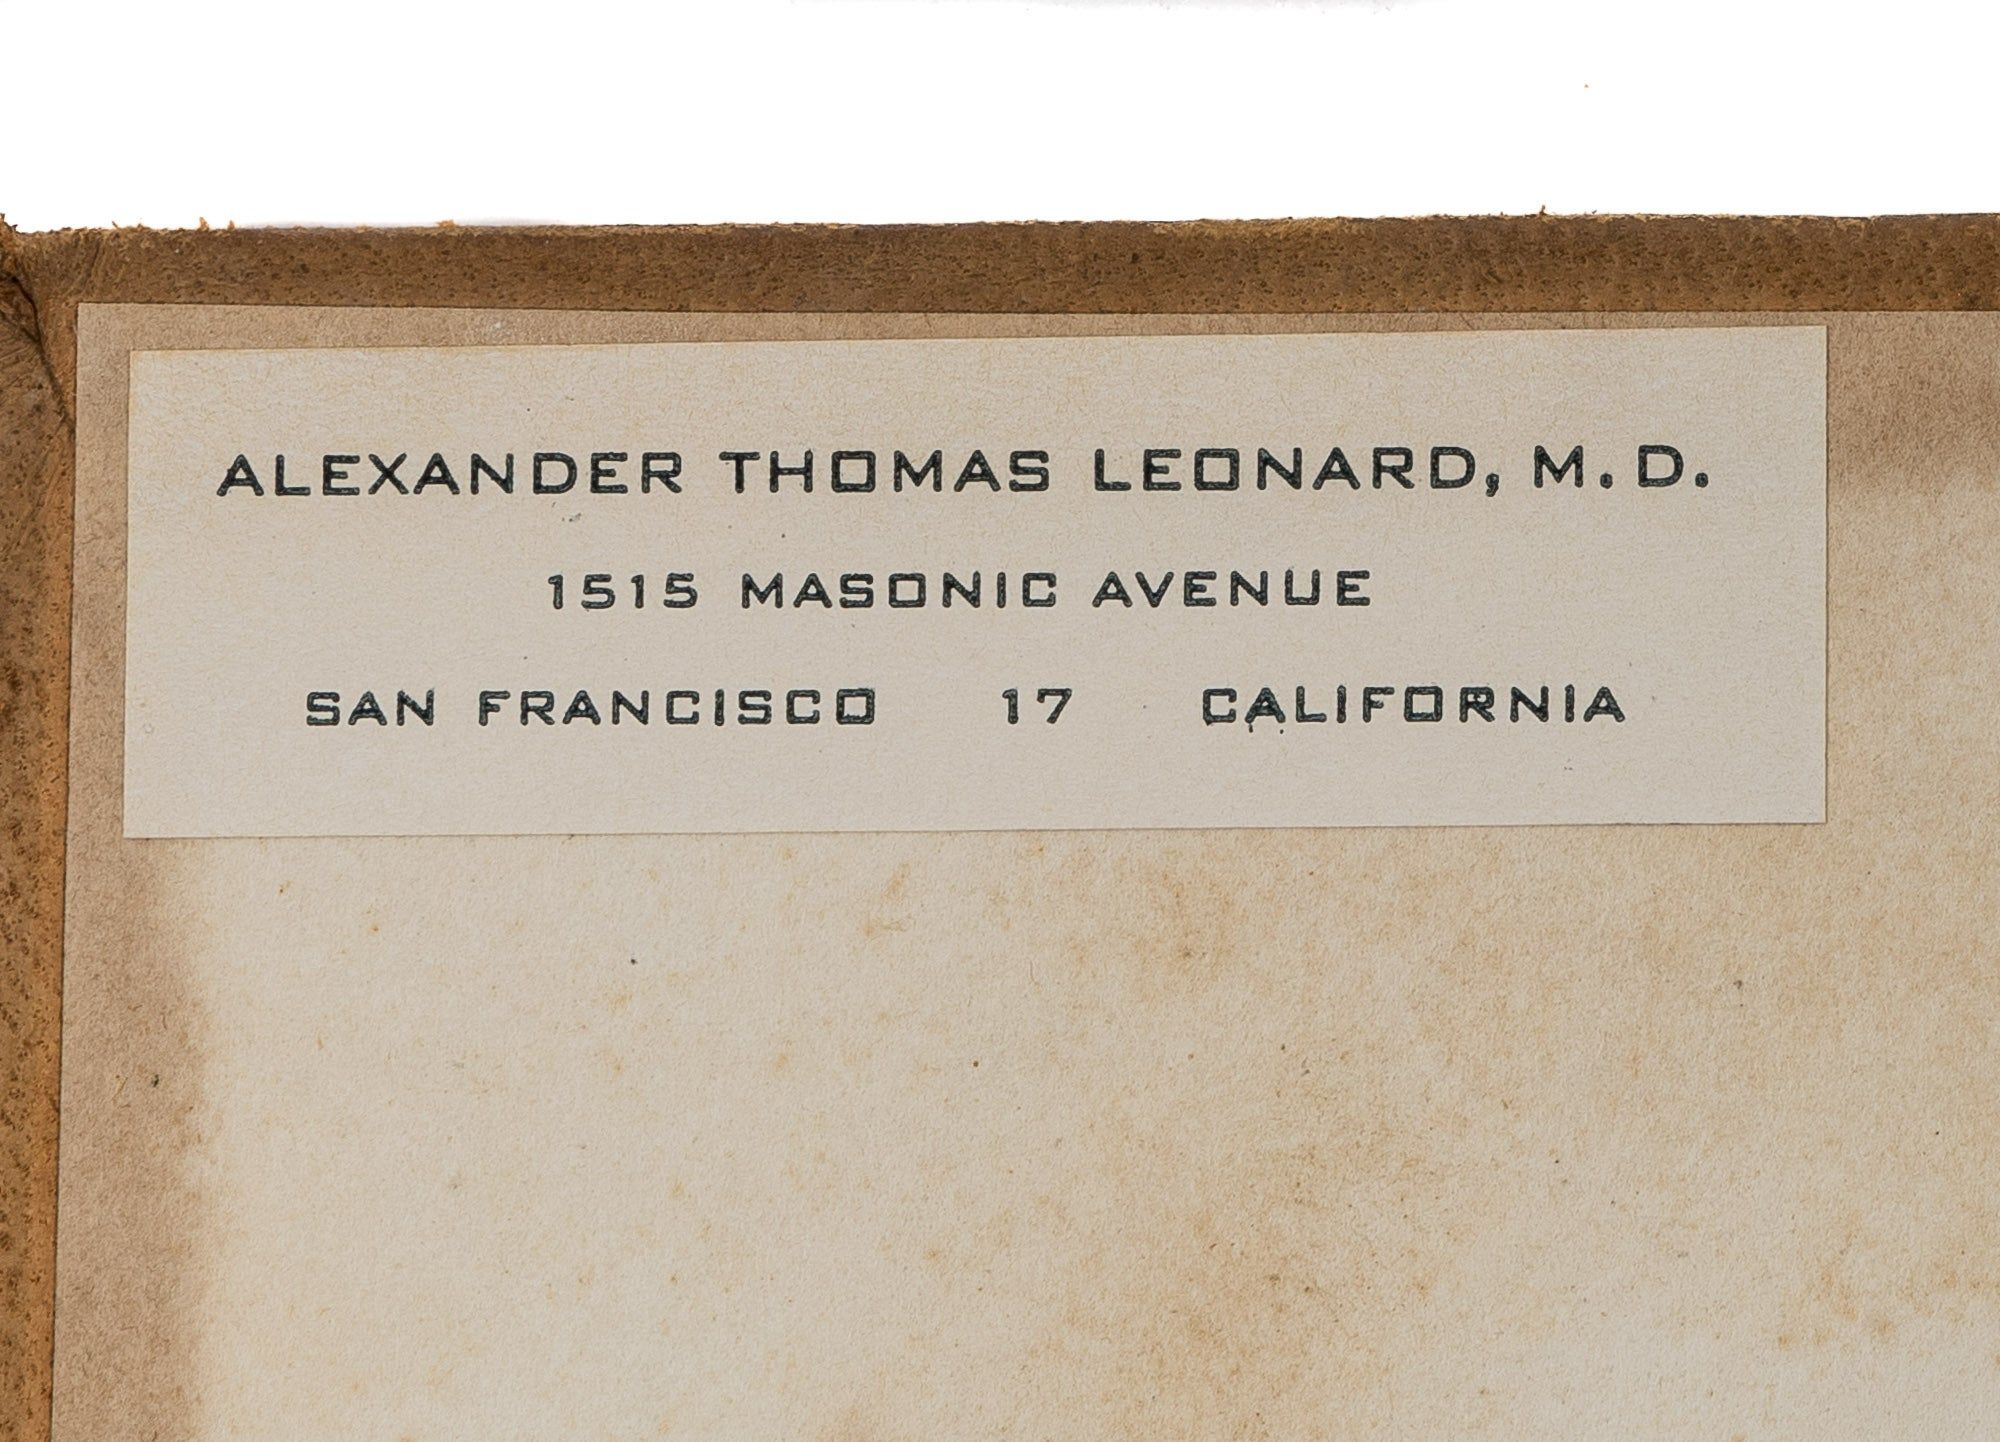 ALEXANDER THOMAS LEONARD, M. D.
1515 MASONIC AVENUE
SAN FRANCISCO 17 CALIFORNIA